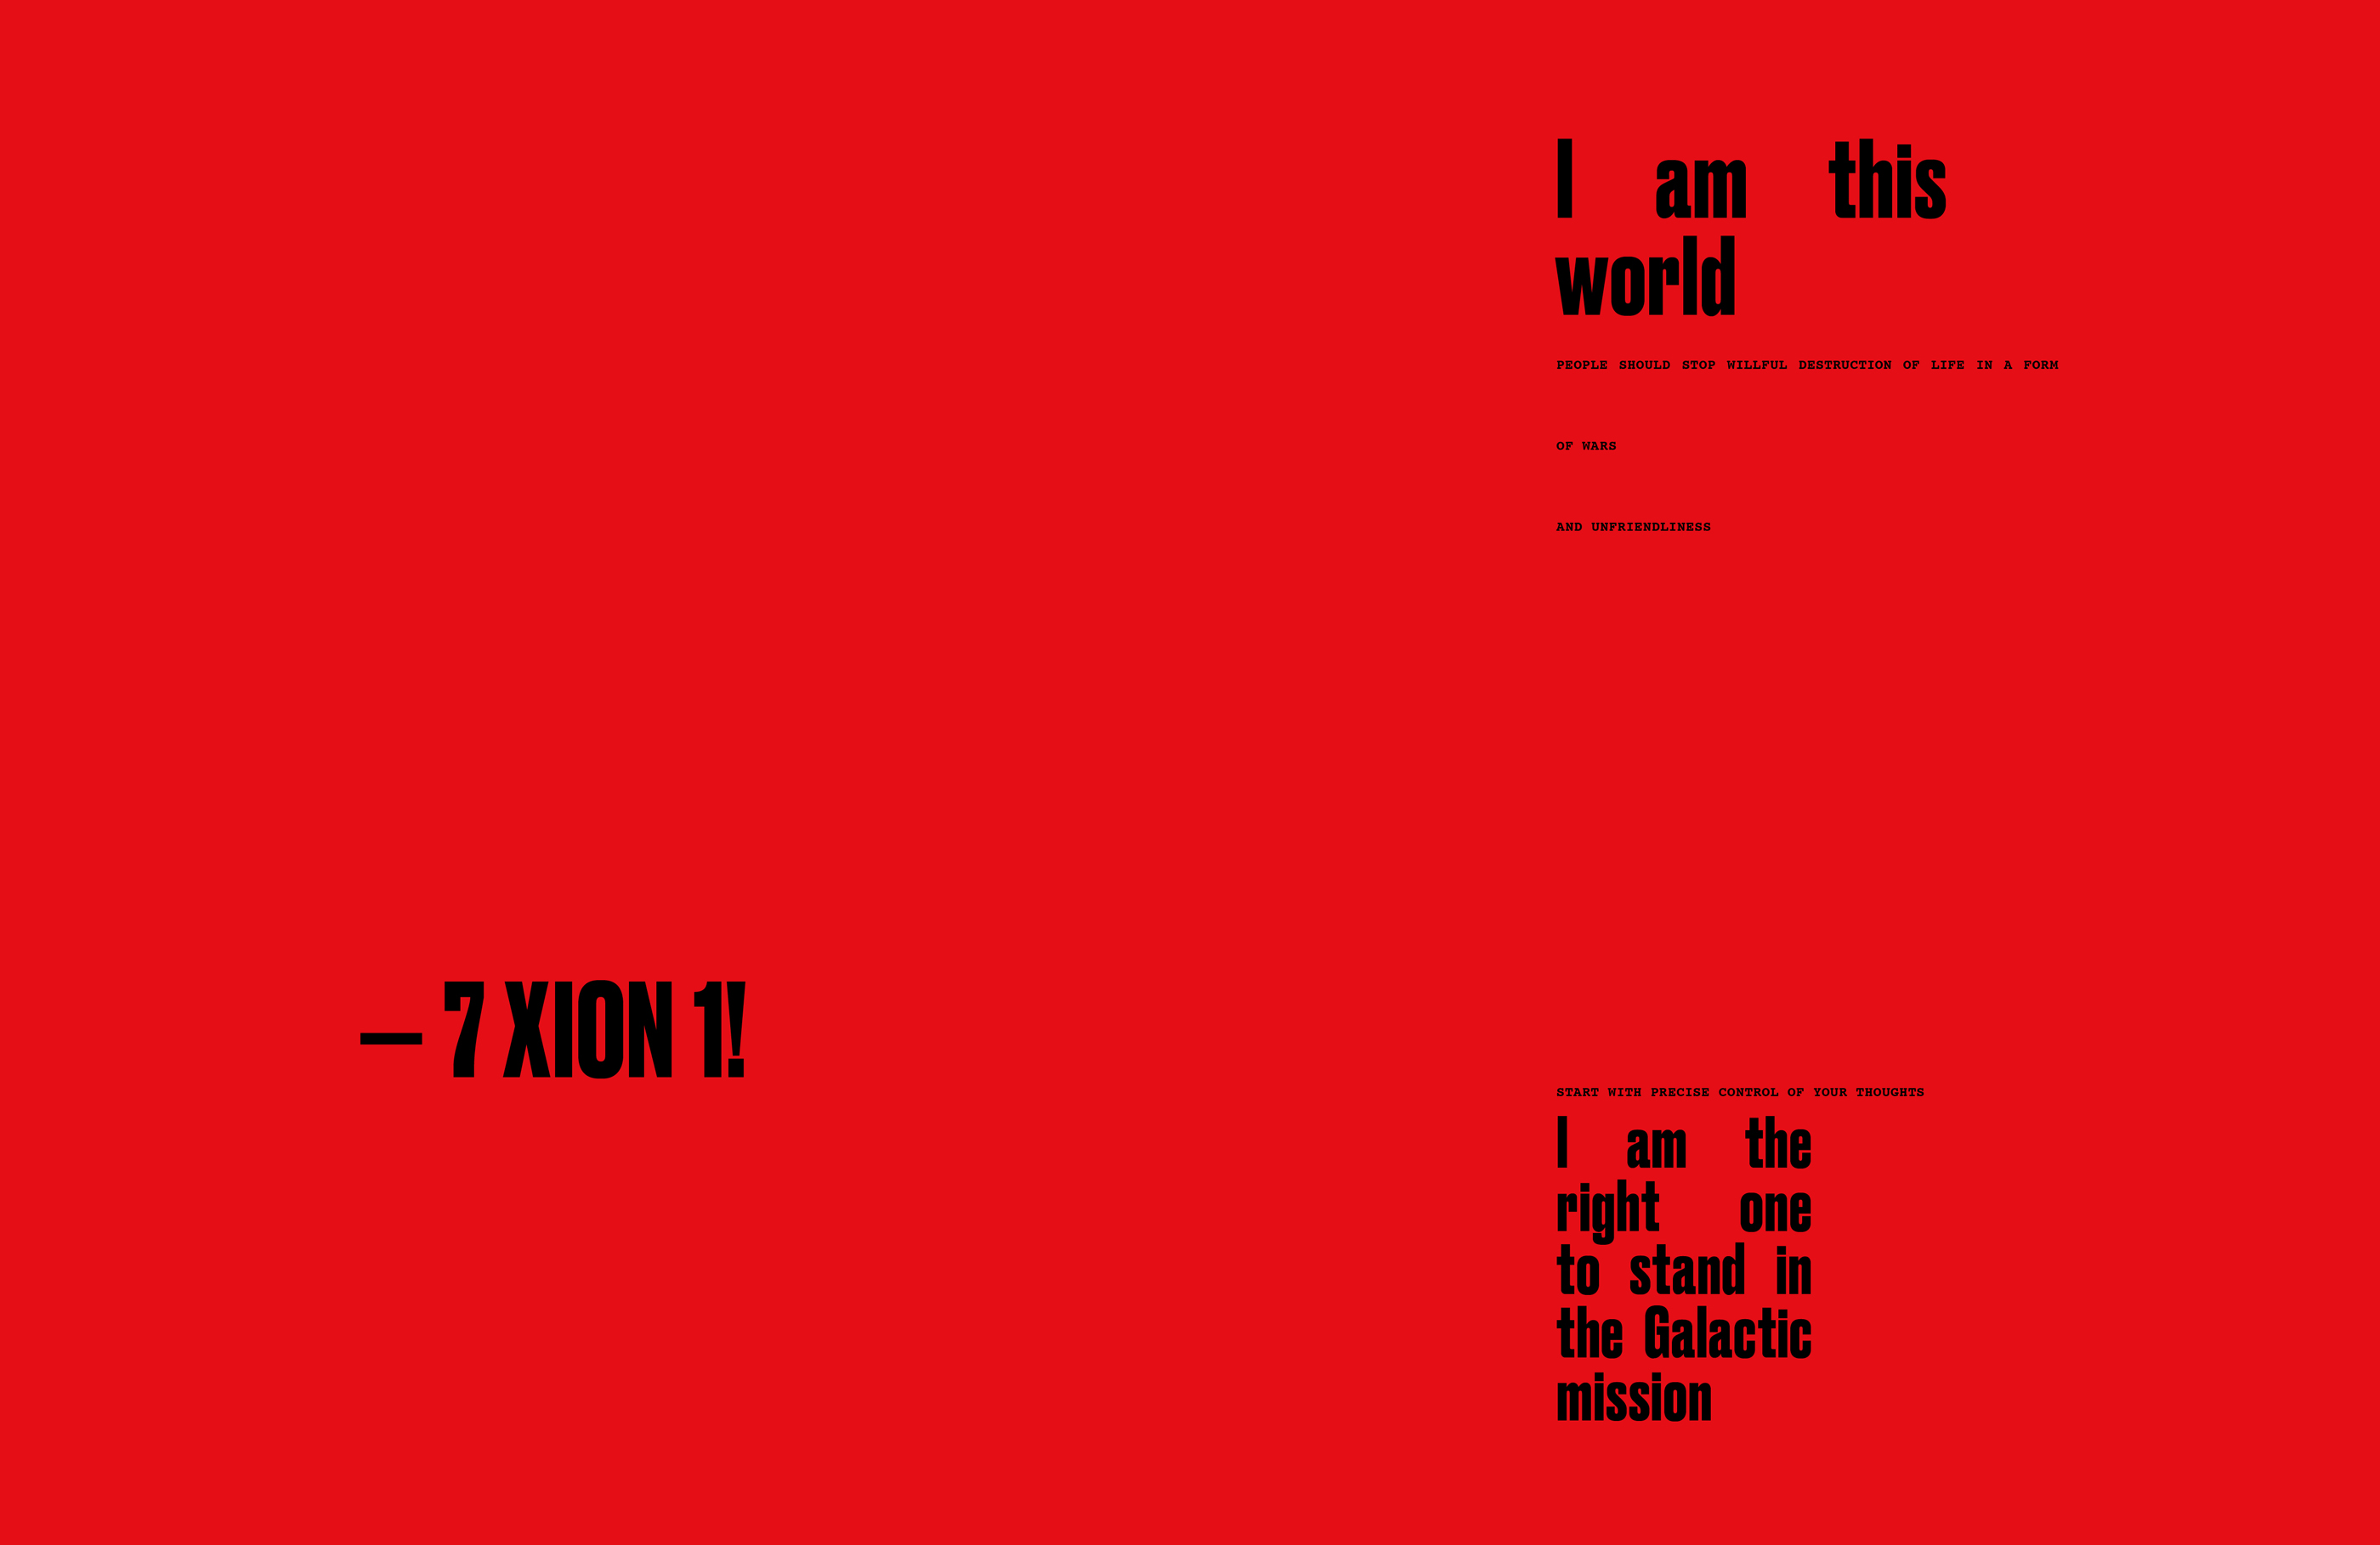 — 7 XION 1!
I am this
world
PEOPLE SHOULD STOP WILLFUL DESTRUCTION OF LIFE IN A FORM
OF WARS
AND UNFRIENDLINESS
START WITH PRECISE CONTROL OF YOUR THOUGHTS
I am the
right one
to stand in
the Galactic
mission